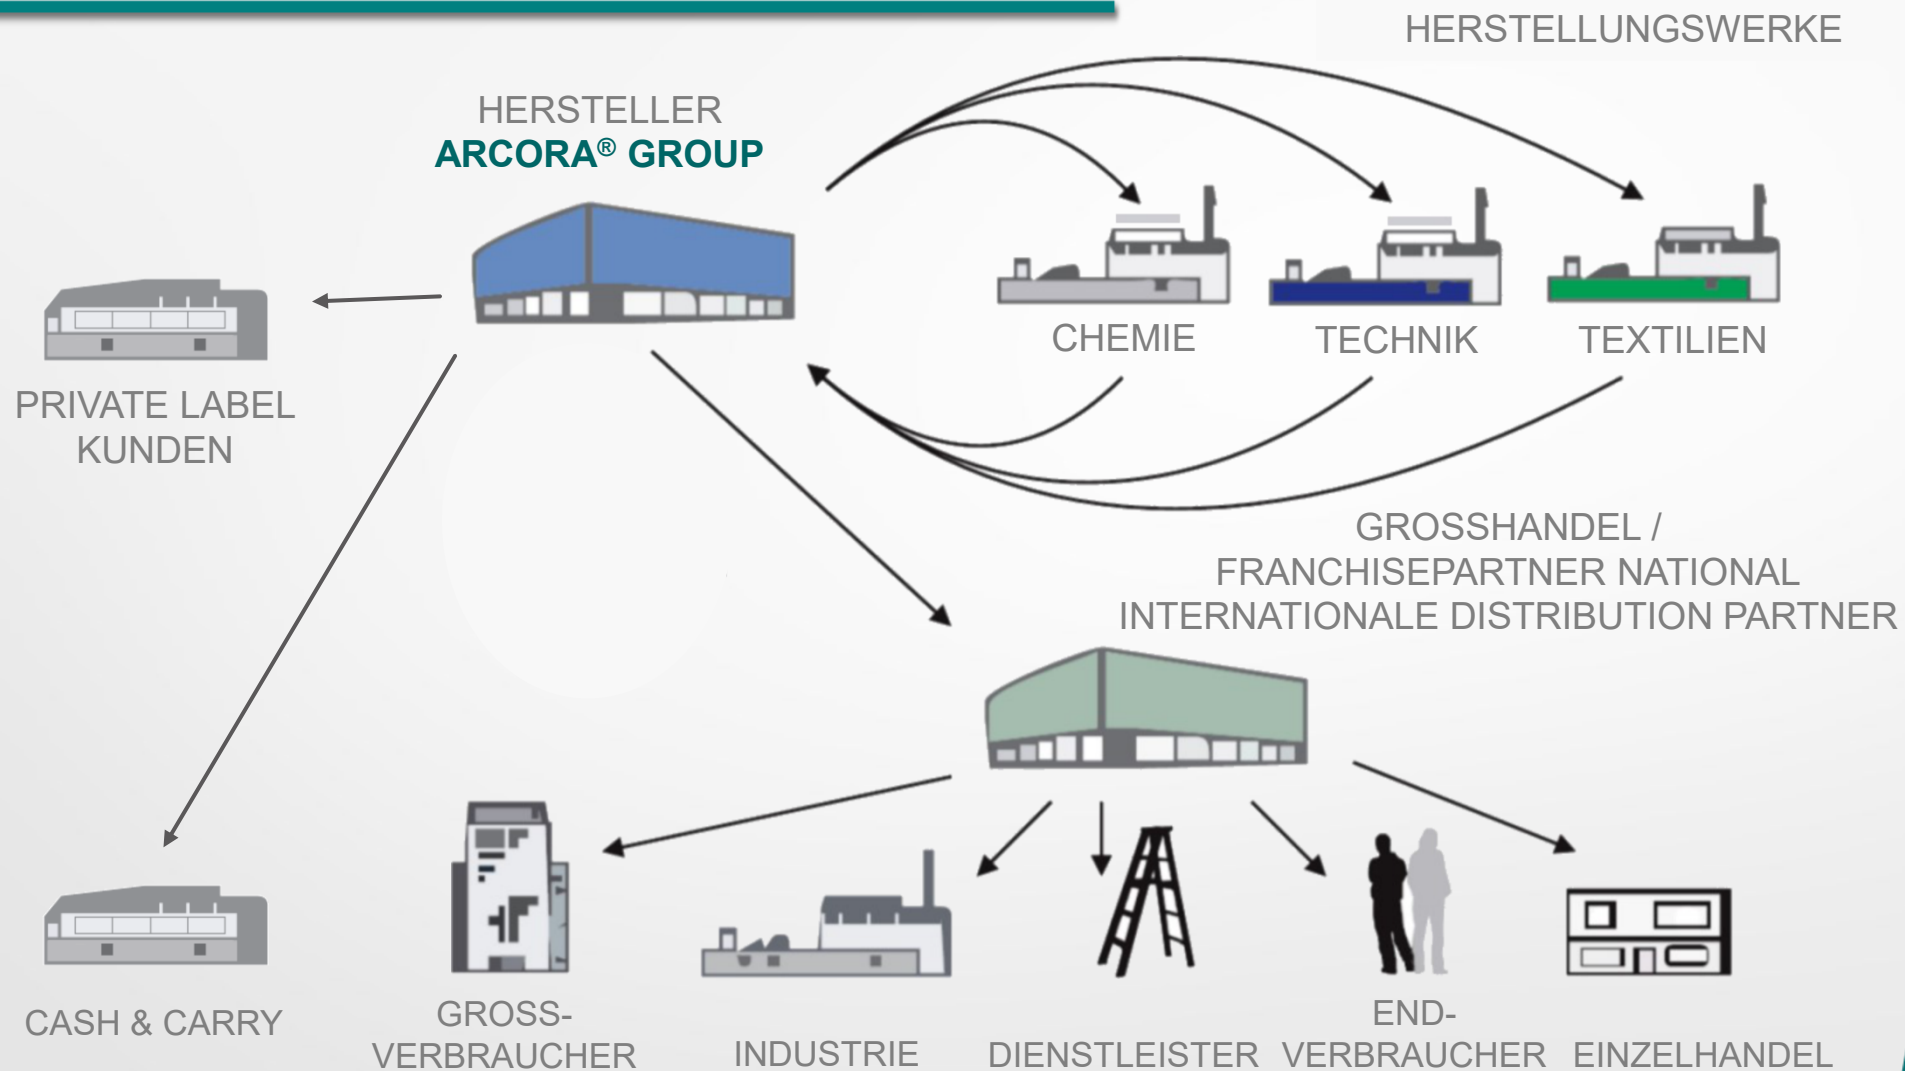 HERSTELLUNGSWERKE
HERSTELLER
ARCORA® GROUP
CHEMIE
TECHNIK
TEXTILIEN
PRIVATE LABEL
KUNDEN
GROSSHANDEL /
FRANCHISEPARTNER NATIONAL
INTERNATIONALE DISTRIBUTION PARTNER
CASH & CARRY
GROSS-
VERBRAUCHER
INDUSTRIE
DIENSTLEISTER
END-
VERBRAUCHER
EINZELHANDEL